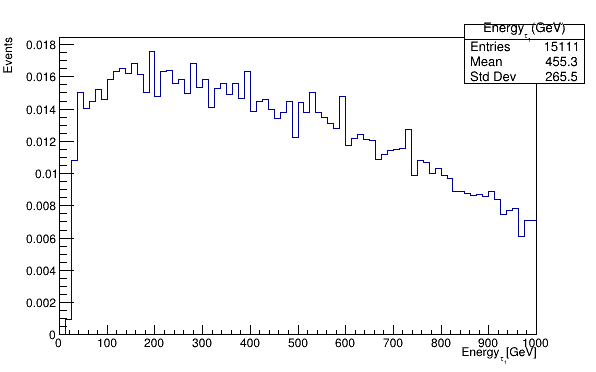 Energy_τ₁(GeV)
Entries 15111
Mean 455.3
Std Dev 265.5
Events
0.018
0.016
0.014
0.012
0.01
0.008
0.006
0.004
0.002
0
0 100 200 300 400 500 600 700 800 900 1000
Energy_τ₁[GeV]